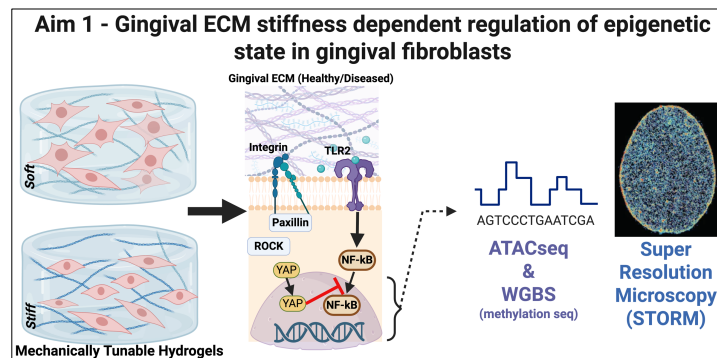 Aim 1 - Gingival ECM stiffness dependent regulation of epigenetic
state in gingival fibroblasts
Gingival ECM (Healthy/Diseased)
Soft
Stiff
Mechanically Tunable Hydrogels
Integrin
TLR2
Paxillin
ROCK
NF-kB
YAP
YAP
NF-kB
AGTCCCTGAATCGA
ATACseq
&
WGBS
(methylation seq)
Super
Resolution
Microscopy
(STORM)